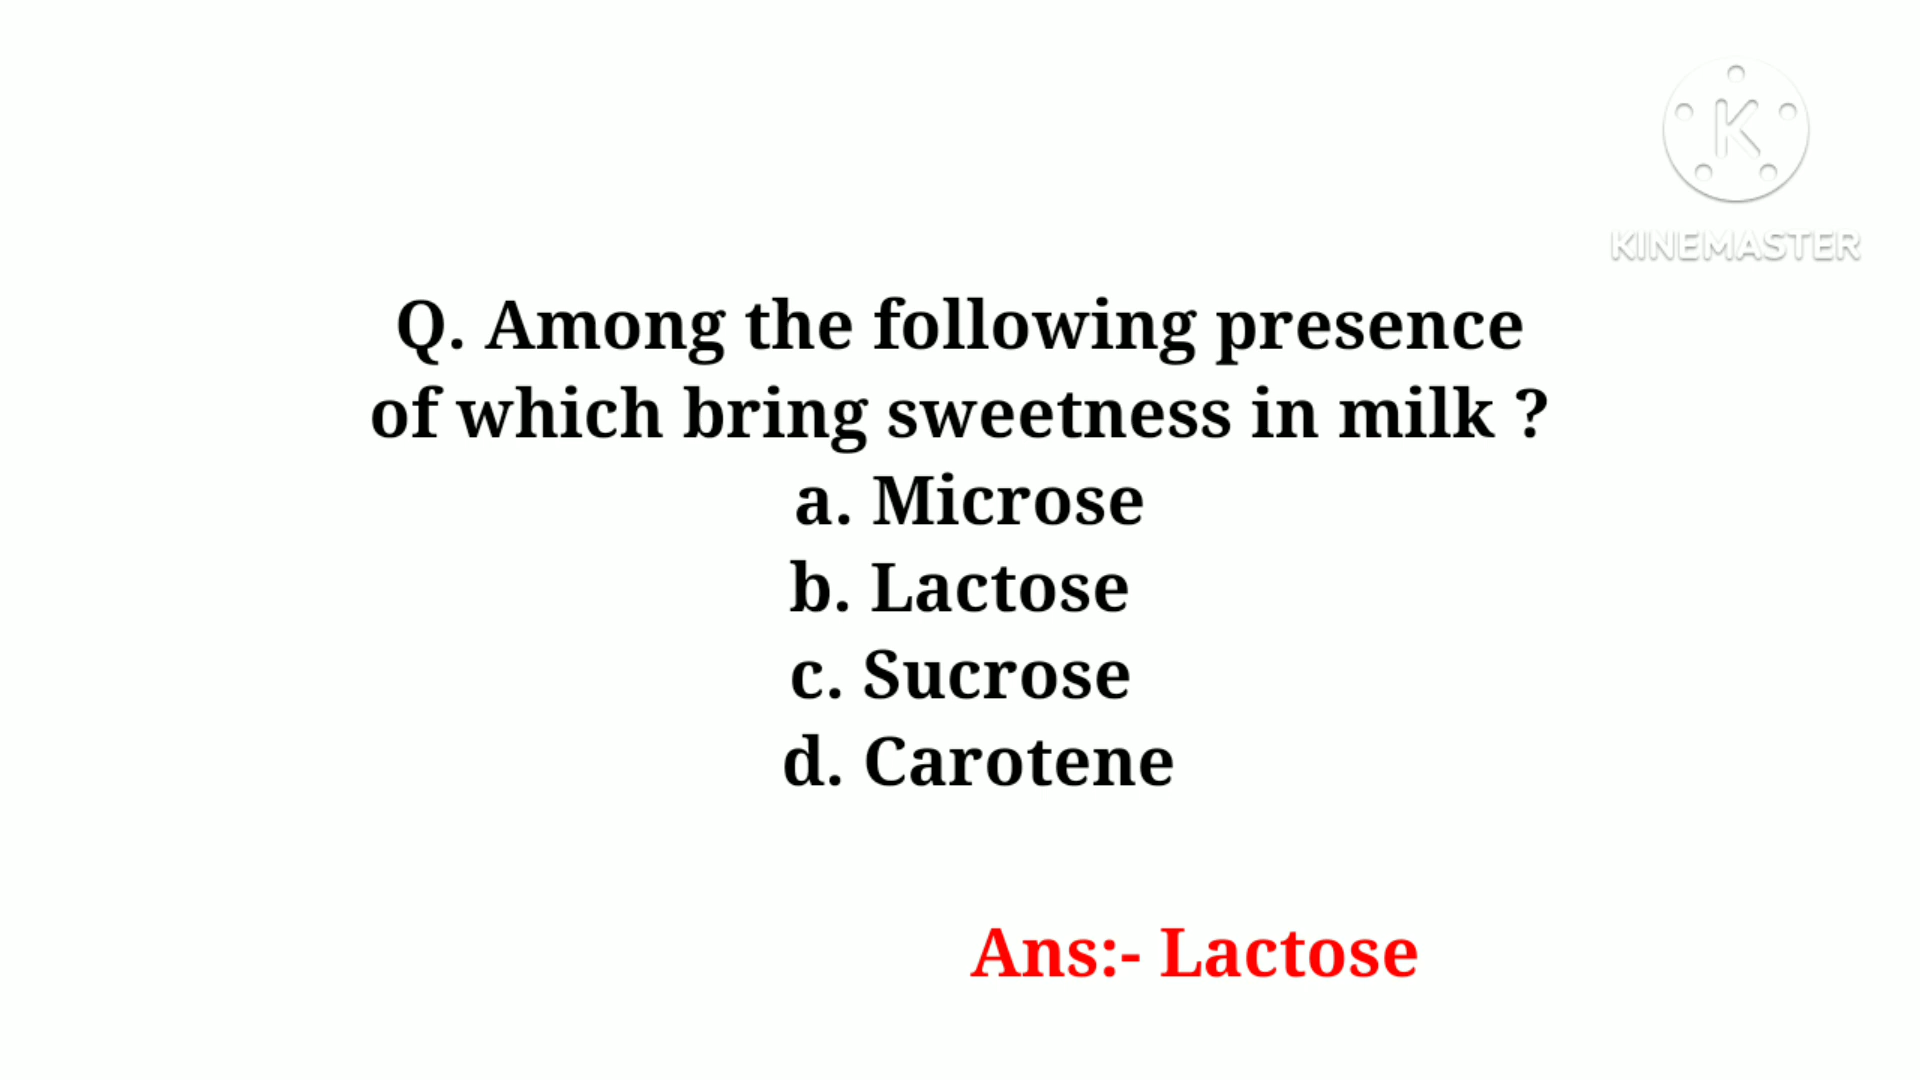 K
KINEMASTER
Q. Among the following presence
of which bring sweetness in milk ?
a. Microse
b. Lactose
c. Sucrose
d. Carotene
Ans:- Lactose